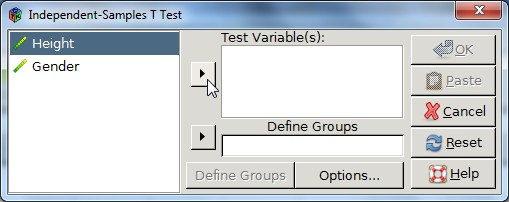 Independent-Samples T Test
Height
Gender
Test Variable(s):
Define Groups
Define Groups
Options...
OK
Paste
Cancel
Reset
Help